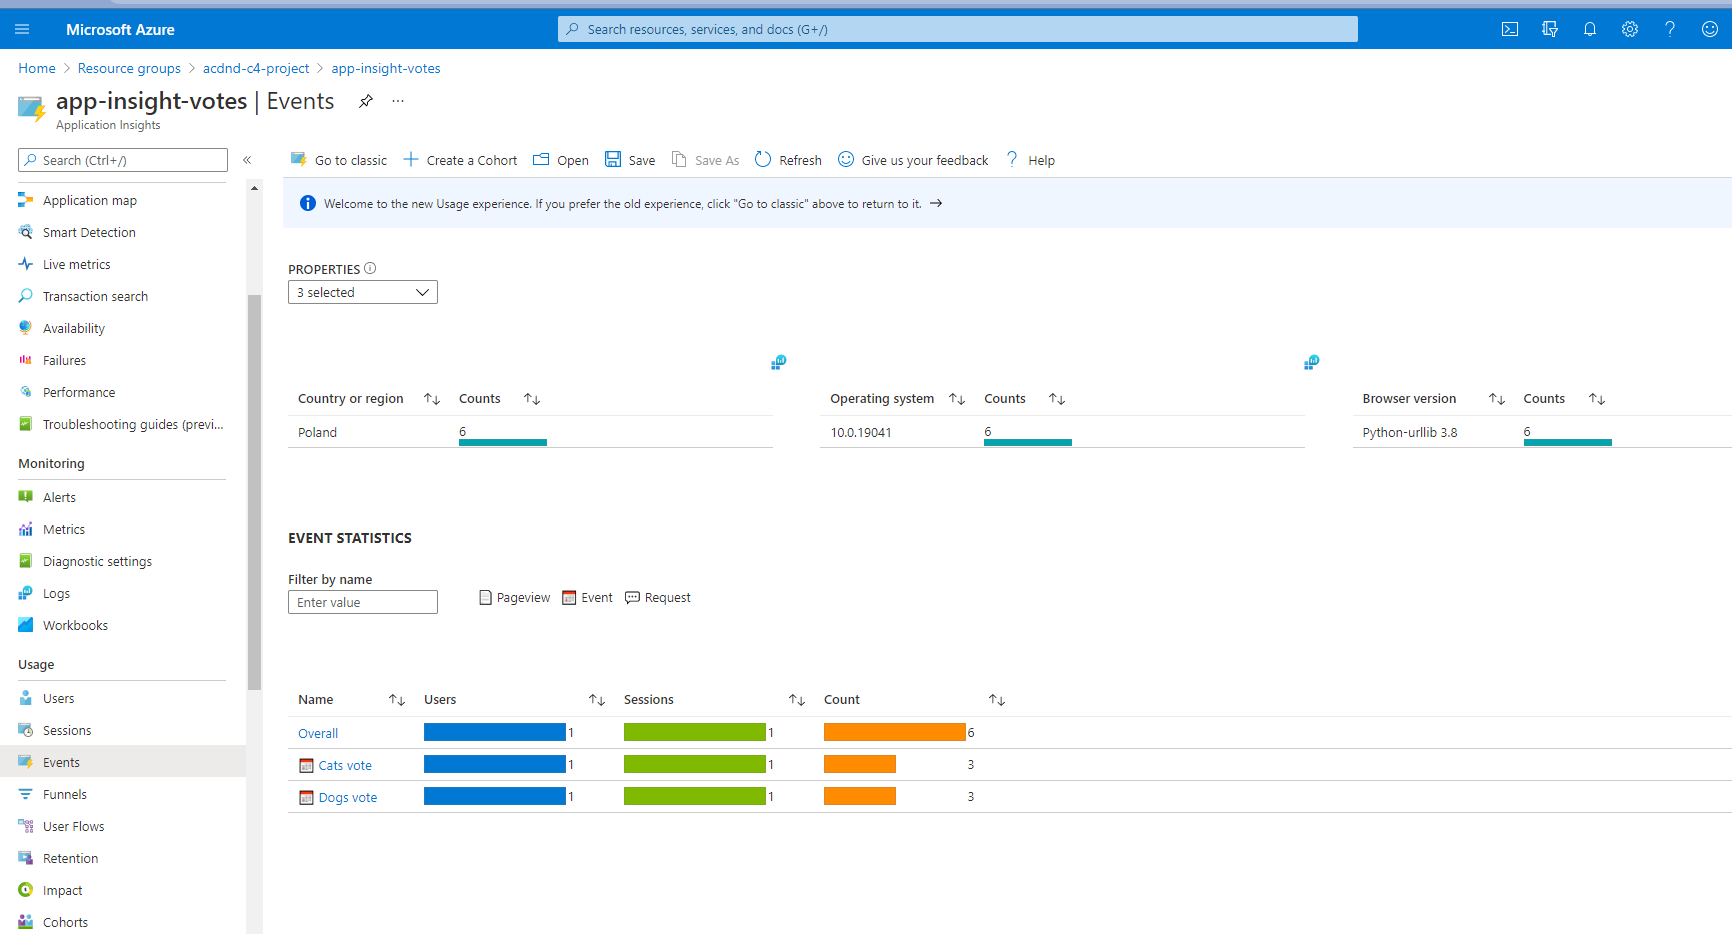 Microsoft Azure
Search resources, services, and docs (G+/)
Home > Resource groups > acdnd-c4-project > app-insight-votes
app-insight-votes | Events
Application Insights
Search (Ctrl+/)
Application map
Smart Detection
Live metrics
Transaction search
Availability
Failures
Performance
Troubleshooting guides (previ...
Monitoring
Alerts
Metrics
Diagnostic settings
Logs
Workbooks
Usage
Users
Sessions
Events
Funnels
User Flows
Retention
Impact
Cohorts
Go to classic Create a Cohort Open Save Save As Refresh Give us your feedback Help
Welcome to the new Usage experience. If you prefer the old experience, click "Go to classic" above to return to it. →
PROPERTIES
3 selected
Country or region Counts
Poland 6
Operating system Counts
10.0.19041 6
Browser version Counts
Python-urllib 3.8 6
EVENT STATISTICS
Filter by name
Enter value
Pageview Event Request
Name Users Sessions Count
Overall 1 1 6
Cats vote 1 1 3
Dogs vote 1 1 3